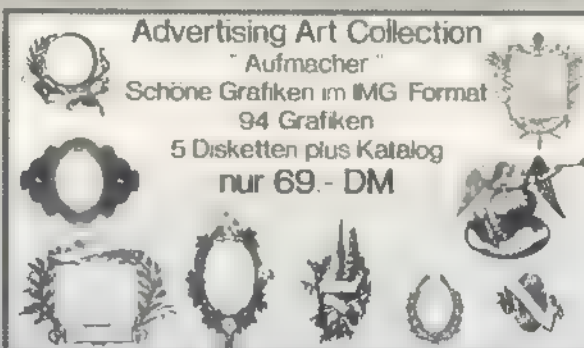 Advertising Art Collection
" Aufmacher "
Schöne Grafiken im IMG Format
94 Grafiken
5 Disketten plus Katalog
nur 69.- DM